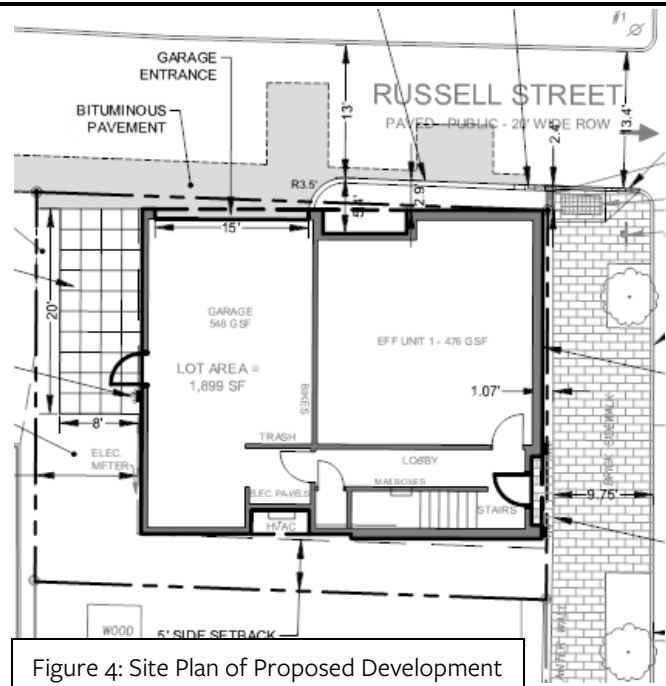 #1
GARAGE
ENTRANCE
BITUMINOUS
PAVEMENT
RUSSELL STREET
PAVED - PUBLIC - 20' WIDE ROW
13'
2.4'
13.4'
R3.5'
5.4'
2.9'
15'
20'
GARAGE
548 GSF
EFF UNIT 1 - 476 GSF
LOT AREA =
1,899 SF
BIKES
1.07'
8'
TRASH
ELEC.
METER
LOBBY
BRICK SIDEWALK
MAILBOXES
ELEC. PANELS
9.75'
STAIRS
HVAC
WOOD
5' SIDE SETBACK
Figure 4: Site Plan of Proposed Development